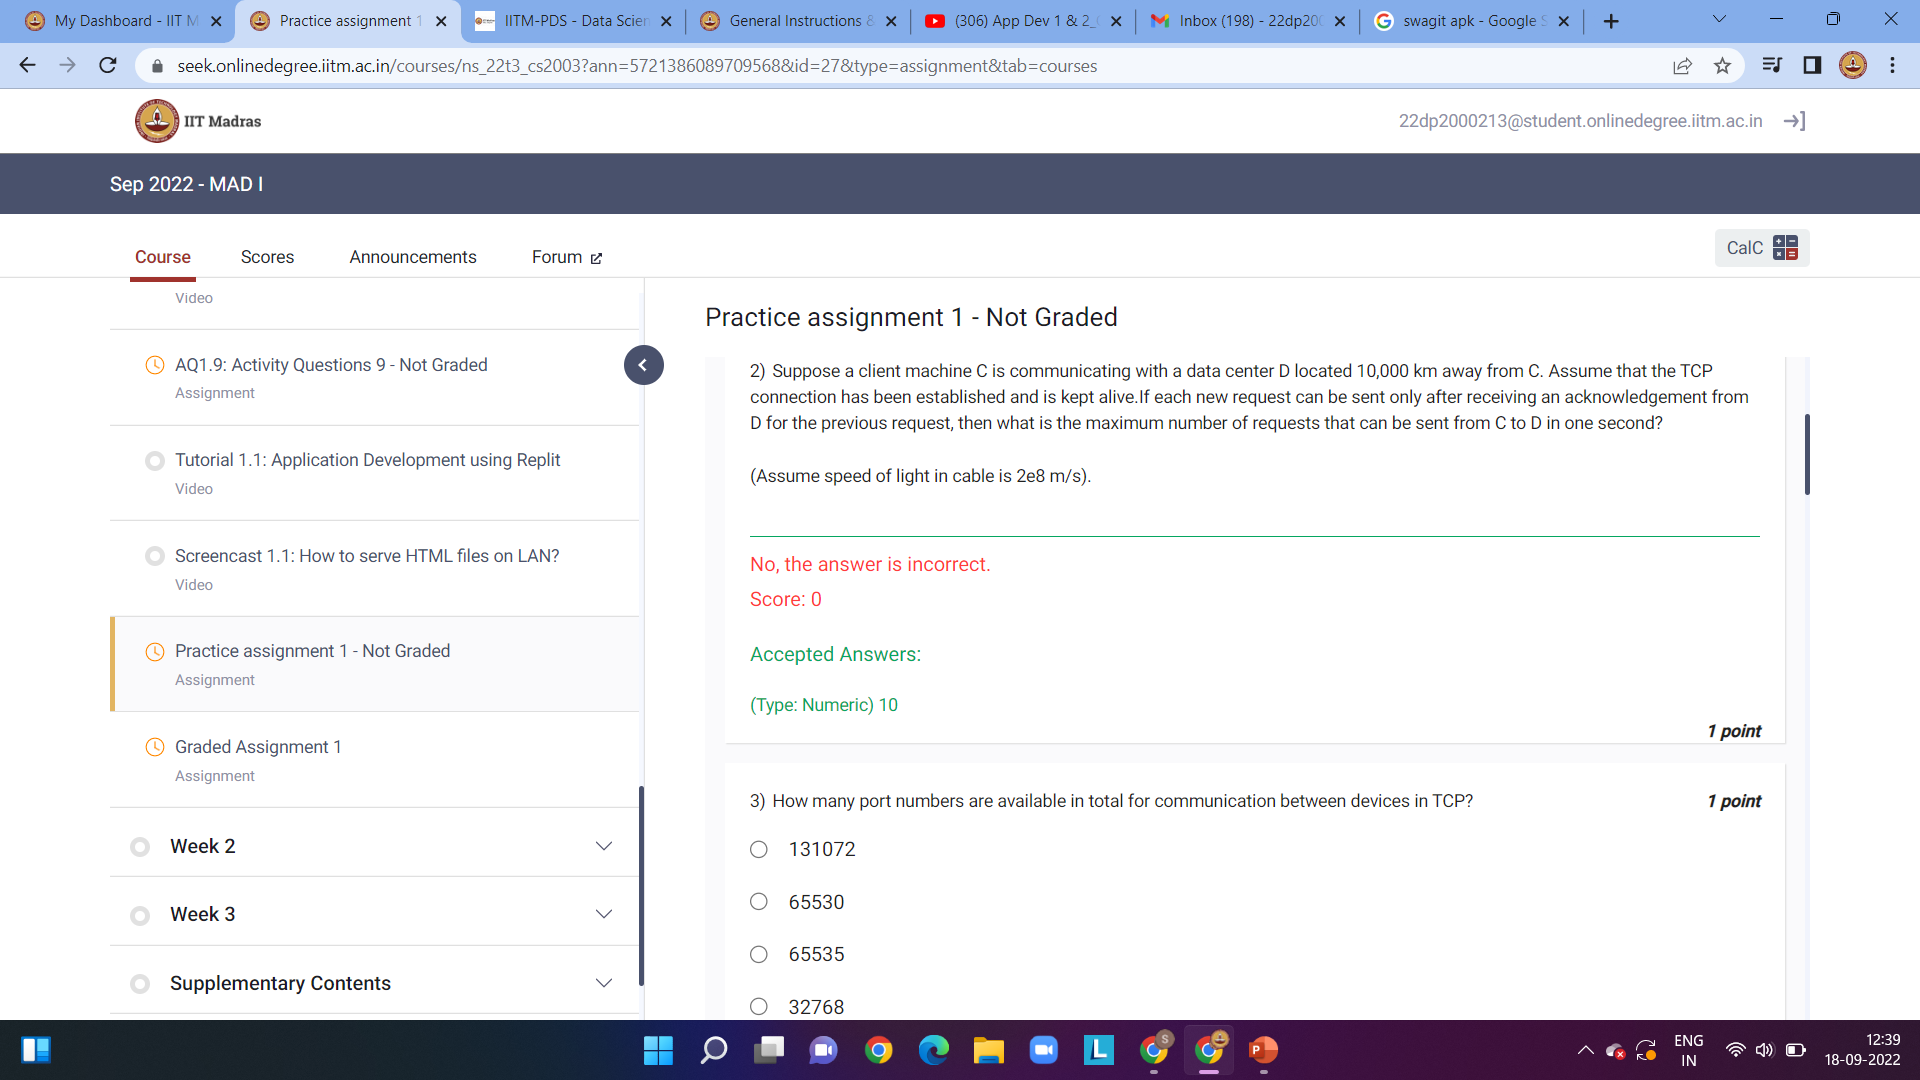 My Dashboard - IIT M
Practice assignment 1
IITM-PDS - Data Scien
General Instructions &
(306) App Dev 1 & 2_
Inbox (198) - 22dp20
swagit apk - Google S
seek.onlinedegree.iitm.ac.in/courses/ns_22t3_cs2003?ann=5721386089709568&id=27&type=assignment&tab=courses
IIT Madras
22dp2000213@student.onlinedegree.iitm.ac.in
Sep 2022 - MAD I
Course
Scores
Announcements
Forum
CalC
Video
AQ1.9: Activity Questions 9 - Not Graded
Assignment
Tutorial 1.1: Application Development using Replit
Video
Screencast 1.1: How to serve HTML files on LAN?
Video
Practice assignment 1 - Not Graded
Assignment
Graded Assignment 1
Assignment
Week 2
Week 3
Supplementary Contents
Practice assignment 1 - Not Graded
2) Suppose a client machine C is communicating with a data center D located 10,000 km away from C. Assume that the TCP
connection has been established and is kept alive.If each new request can be sent only after receiving an acknowledgement from
D for the previous request, then what is the maximum number of requests that can be sent from C to D in one second?
(Assume speed of light in cable is 2e8 m/s).
No, the answer is incorrect.
Score: 0
Accepted Answers:
(Type: Numeric) 10
1 point
3) How many port numbers are available in total for communication between devices in TCP?
1 point
131072
65530
65535
32768
ENG
IN
12:39
18-09-2022